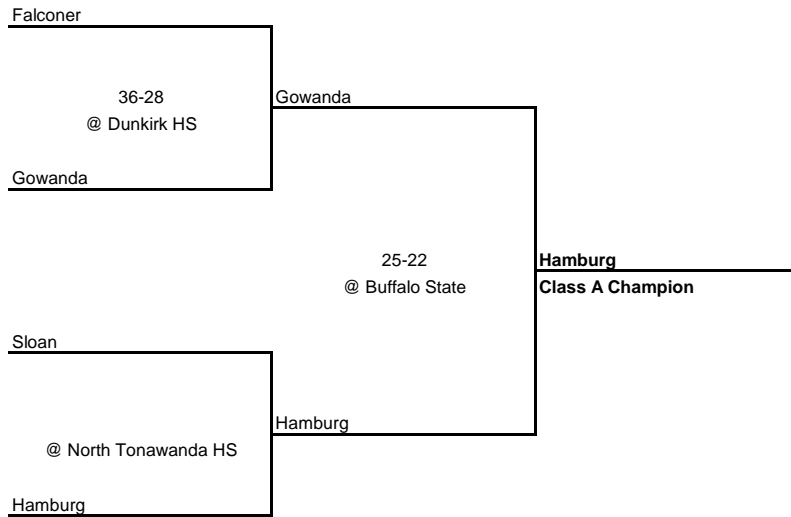 Falconer
36-28
@ Dunkirk HS
Gowanda
Gowanda
25-22
@ Buffalo State
Hamburg
Class A Champion
Sloan
Hamburg
@ North Tonawanda HS
Hamburg